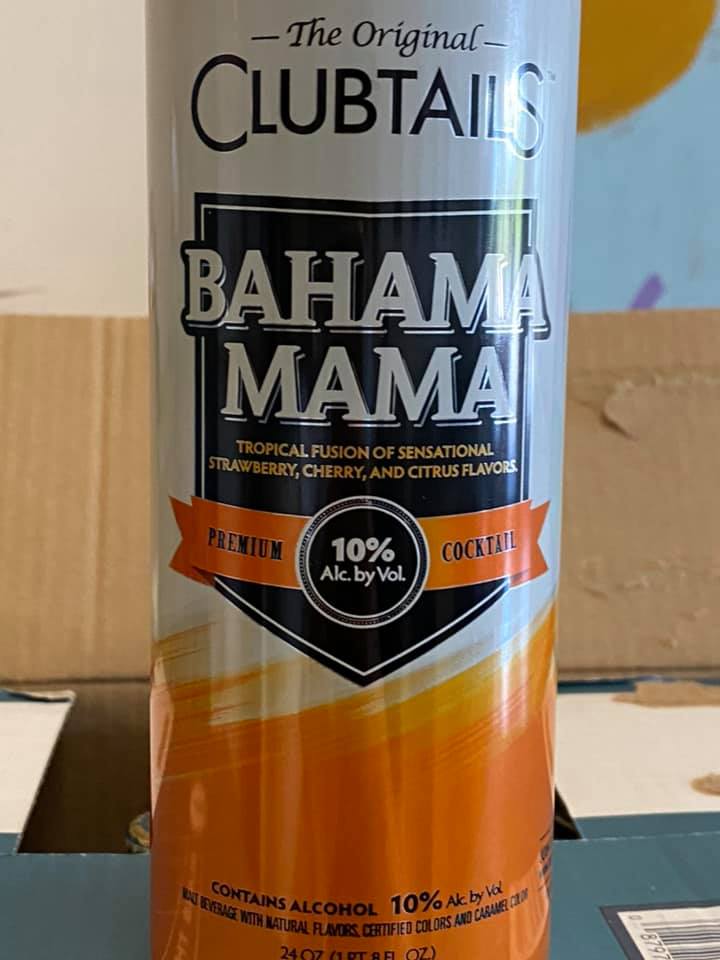 The Original
CLUBTAILS
BAHAMA
MAMA
TROPICAL FUSION OF SENSATIONAL
STRAWBERRY, CHERRY, AND CITRUS FLAVORS.
PREMIUM
10%
Alc. by Vol.
COCKTAIL
CONTAINS ALCOHOL 10% Alc. by Vol
MALT BEVERAGE WITH NATURAL FLAVORS, CERTIFIED COLORS AND CARAMEL COLOR
24 OZ (1 PT 8 FL OZ.)